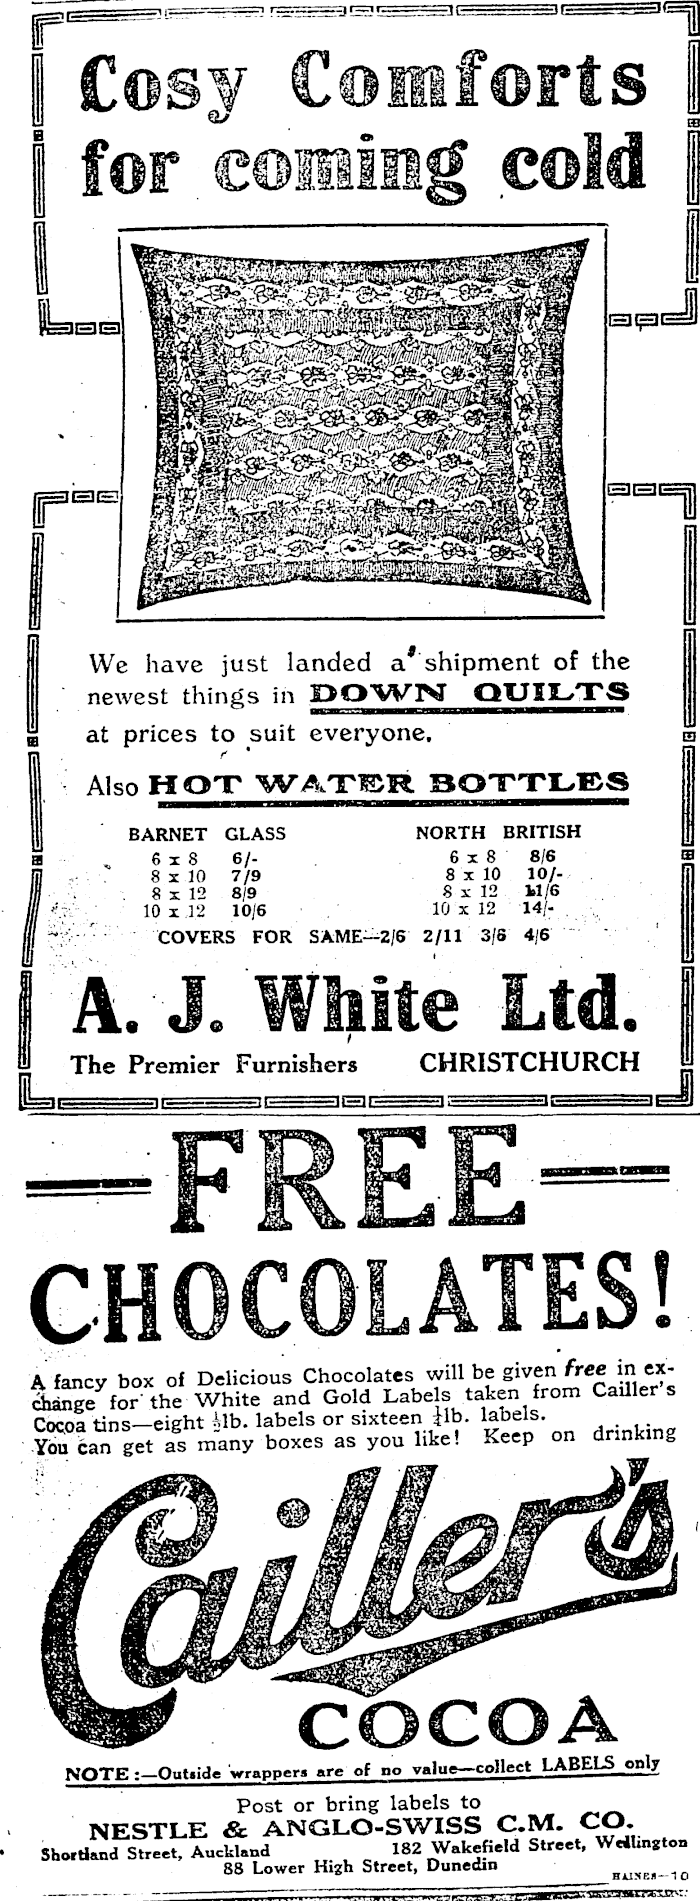 Cosy Comforts
for coming cold
We have just landed a shipment of the
newest things in DOWN QUILTS
at prices to suit everyone.
Also HOT WATER BOTTLES
BARNET GLASS NORTH BRITISH
6 x 8 6/- 6 x 8 8/6
8 x 10 7/9 8 x 10 10/-
8 x 12 8/9 8 x 12 11/6
10 x 12 10/6 10 x 12 14/-
COVERS FOR SAME—2/6 2/11 3/6 4/6
A. J. White Ltd.
The Premier Furnishers CHRISTCHURCH
FREE
CHOCOLATES!
A fancy box of Delicious Chocolates will be given free in ex-
change for the White and Gold Labels taken from Cailler's
Cocoa tins—eight ½lb. labels or sixteen ¼lb. labels.
You can get as many boxes as you like! Keep on drinking
Cailler's
COCOA
NOTE:—Outside wrappers are of no value—collect LABELS only
Post or bring labels to
NESTLE & ANGLO-SWISS C.M. CO.
Shortland Street, Auckland 182 Wakefield Street, Wellington
88 Lower High Street, Dunedin
HAINES—10